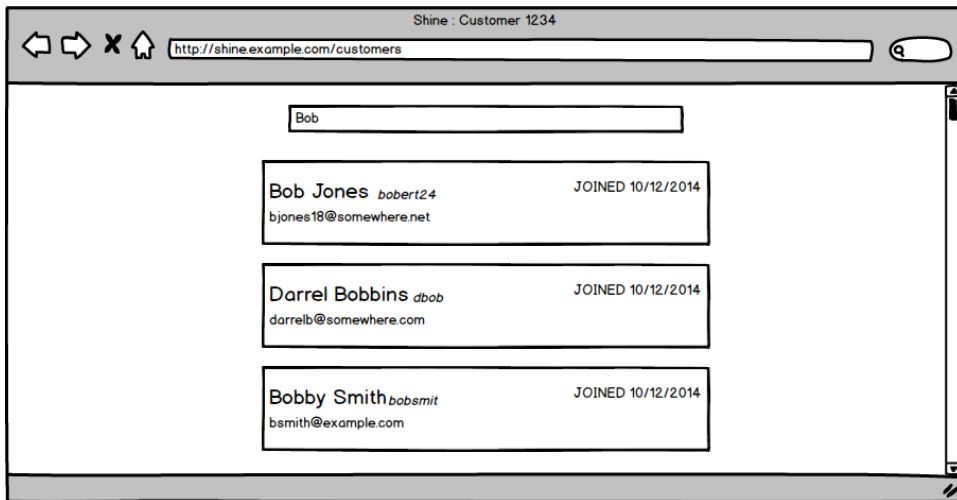 Shine : Customer 1234
http://shine.example.com/customers
Bob
Bob Jones bobert24 JOINED 10/12/2014
bjones18@somewhere.net
Darrel Bobbins dbob JOINED 10/12/2014
darrelb@somewhere.com
Bobby Smith bobsmit JOINED 10/12/2014
bsmith@example.com